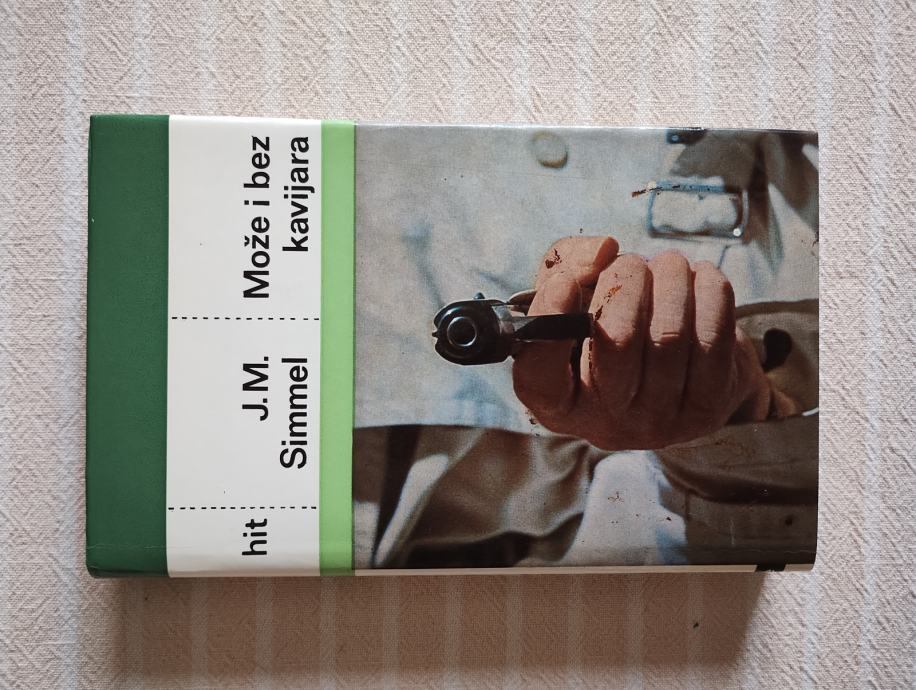 hit
J.M.
Simmel
Može i bez
kavijara